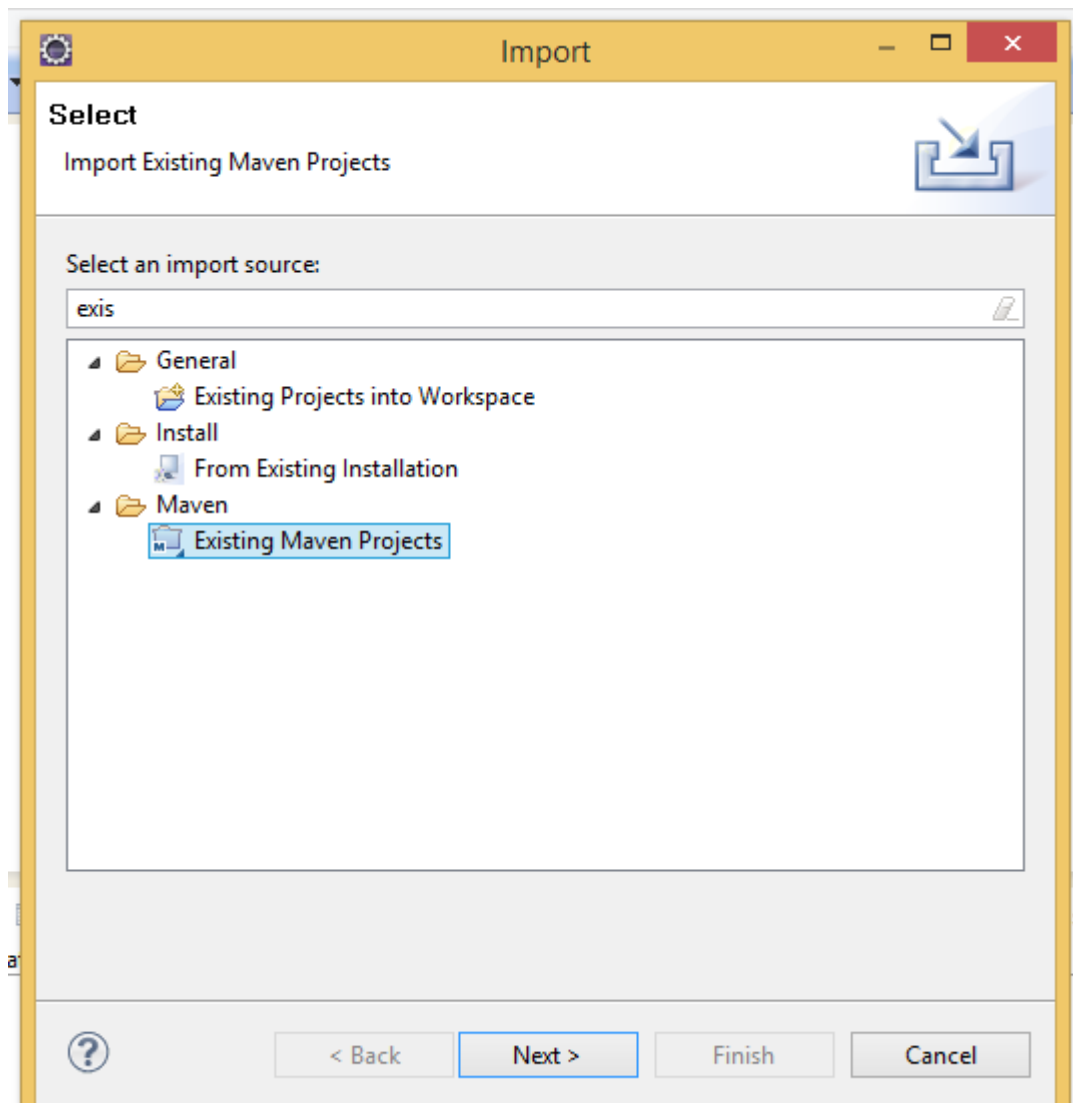 Import
Select
Import Existing Maven Projects
Select an import source:
exis
General
Existing Projects into Workspace
Install
From Existing Installation
Maven
M
Existing Maven Projects
?
< Back
Next >
Finish
Cancel